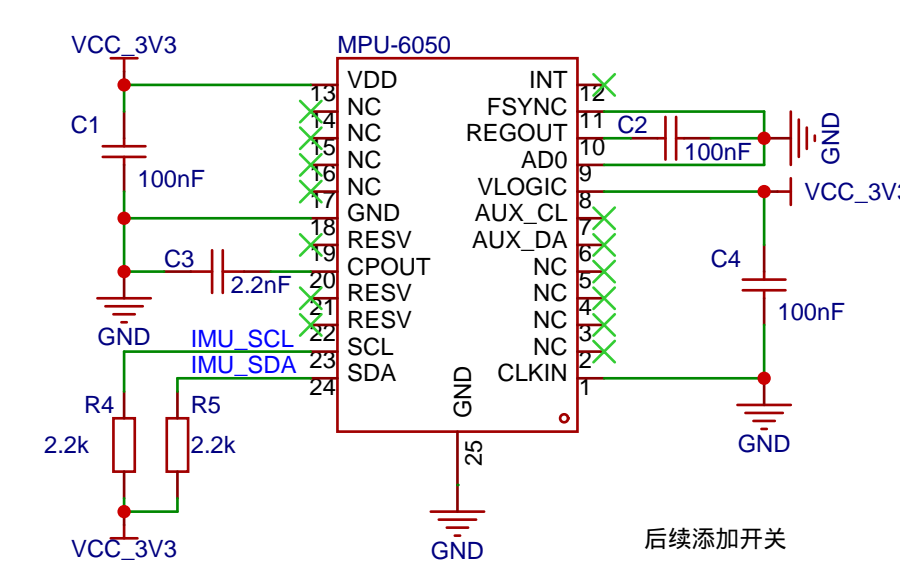 VCC_3V3
MPU-6050
VDD
13
NC
14
NC
15
NC
16
NC
17
GND
18
RESV
19
CPOUT
20
RESV
21
RESV
22
SCL
23
SDA
24
INT
12
FSYNC
11
REGOUT
10
AD0
9
VLOGIC
8
AUX_CL
7
AUX_DA
6
NC
5
NC
4
NC
3
NC
2
CLKIN
1
GND
25
C1
100nF
C3
2.2nF
GND
IMU_SCL
IMU_SDA
R4
2.2k
R5
2.2k
VCC_3V3
C2
100nF
GND
VCC_3V3
C4
100nF
GND
GND
后续添加开关